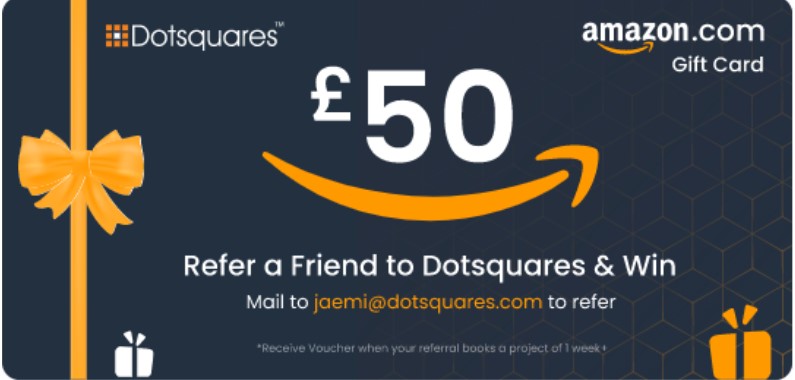 Dotsquares™
amazon.com
Gift Card
£50
Refer a Friend to Dotsquares & Win
Mail to jaemi@dotsquares.com to refer
*Receive Voucher when your referral books a project of 1 week+